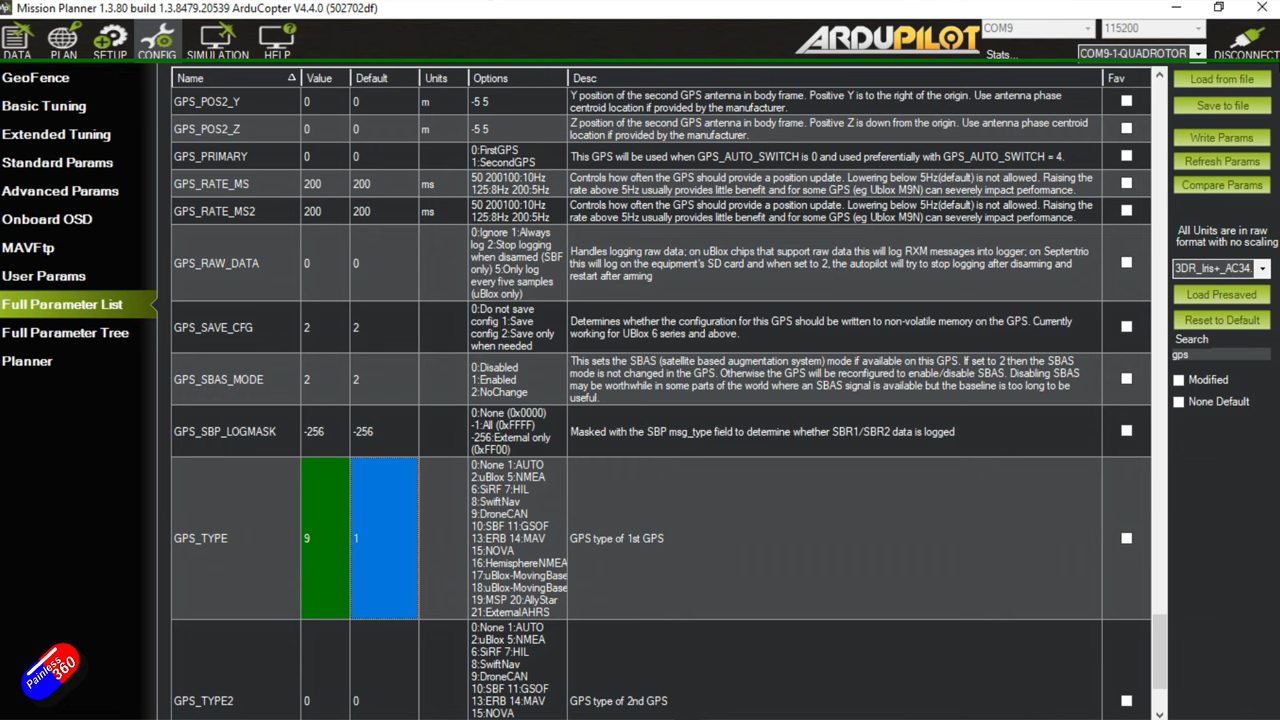 Mission Planner 1.3.80 build 1.3.8479.20539 ArduCopter V4.4.0 (502702df)
DATA PLAN SETUP CONFIG SIMULATION HELP
ARDUPILOT
COM9 115200
Stats... COM9-1-QUADROTOR DISCONNECT
GeoFence
Basic Tuning
Extended Tuning
Standard Params
Advanced Params
Onboard OSD
MAVFtp
User Params
Full Parameter List
Full Parameter Tree
Planner
Name Value Default Units Options Desc Fav
GPS_POS2_Y 0 0 m -5 5
Y position of the second GPS antenna in body frame. Positive Y is to the right of the origin. Use antenna phase
centroid location if provided by the manufacturer.
GPS_POS2_Z 0 0 m -5 5
Z position of the second GPS antenna in body frame. Positive Z is down from the origin. Use antenna phase centroid
location if provided by the manufacturer.
GPS_PRIMARY 0 0
0:FirstGPS
1:SecondGPS
This GPS will be used when GPS_AUTO_SWITCH is 0 and used preferentially with GPS_AUTO_SWITCH = 4.
GPS_RATE_MS 200 200 ms
50 200100:10Hz
125:8Hz 200:5Hz
Controls how often the GPS should provide a position update. Lowering below 5Hz(default) is not allowed. Raising the
rate above 5Hz usually provides little benefit and for some GPS (eg Ublox M9N) can severely impact performance.
GPS_RATE_MS2 200 200 ms
50 200100:10Hz
125:8Hz 200:5Hz
Controls how often the GPS should provide a position update. Lowering below 5Hz(default) is not allowed. Raising the
rate above 5Hz usually provides little benefit and for some GPS (eg Ublox M9N) can severely impact performance.
GPS_RAW_DATA 0 0
0:Ignore 1:Always
log 2:Stop logging
when disarmed (SBF
only) 5:Only log
every five samples
(uBlox only)
Handles logging raw data; on uBlox chips that support raw data this will log RXM messages into logger; on Septentrio
this will log on the equipment's SD card and when set to 2, the autopilot will try to stop logging after disarming and
restart after arming
GPS_SAVE_CFG 2 2
0:Do not save
config 1:Save
config 2:Save only
when needed
Determines whether the configuration for this GPS should be written to non-volatile memory on the GPS. Currently
working for UBlox 6 series and above.
GPS_SBAS_MODE 2 2
0:Disabled
1:Enabled
2:NoChange
This sets the SBAS (satellite based augmentation system) mode if available on this GPS. If set to 2 then the SBAS
mode is not changed in the GPS. Otherwise the GPS will be reconfigured to enable/disable SBAS. Disabling SBAS
may be worthwhile in some parts of the world where an SBAS signal is available but the baseline is too long to be
useful.
GPS_SBP_LOGMASK -256 -256
0:None (0x0000)
-1:All (0xFFFF)
-256:External only
(0xFF00)
Masked with the SBP msg_type field to determine whether SBR1/SBR2 data is logged
GPS_TYPE 9 1
0:None 1:AUTO
2:uBlox 5:NMEA
6:SiRF 7:HIL
8:SwiftNav
9:DroneCAN
10:SBF 11:GSOF
13:ERB 14:MAV
15:NOVA
16:HemisphereNMEA
17:uBlox-MovingBase
18:uBlox-MovingBase
19:MSP 20:AllyStar
21:ExternalAHRS
GPS type of 1st GPS
GPS_TYPE2 0 0
0:None 1:AUTO
2:uBlox 5:NMEA
6:SiRF 7:HIL
8:SwiftNav
9:DroneCAN
10:SBF 11:GSOF
13:ERB 14:MAV
15:NOVA
GPS type of 2nd GPS
Load from file
Save to file
Write Params
Refresh Params
Compare Params
All Units are in raw
format with no scaling
3DR_Iris+_AC34.
Load Presaved
Reset to Default
Search
gps
Modified
None Default
Painless
360